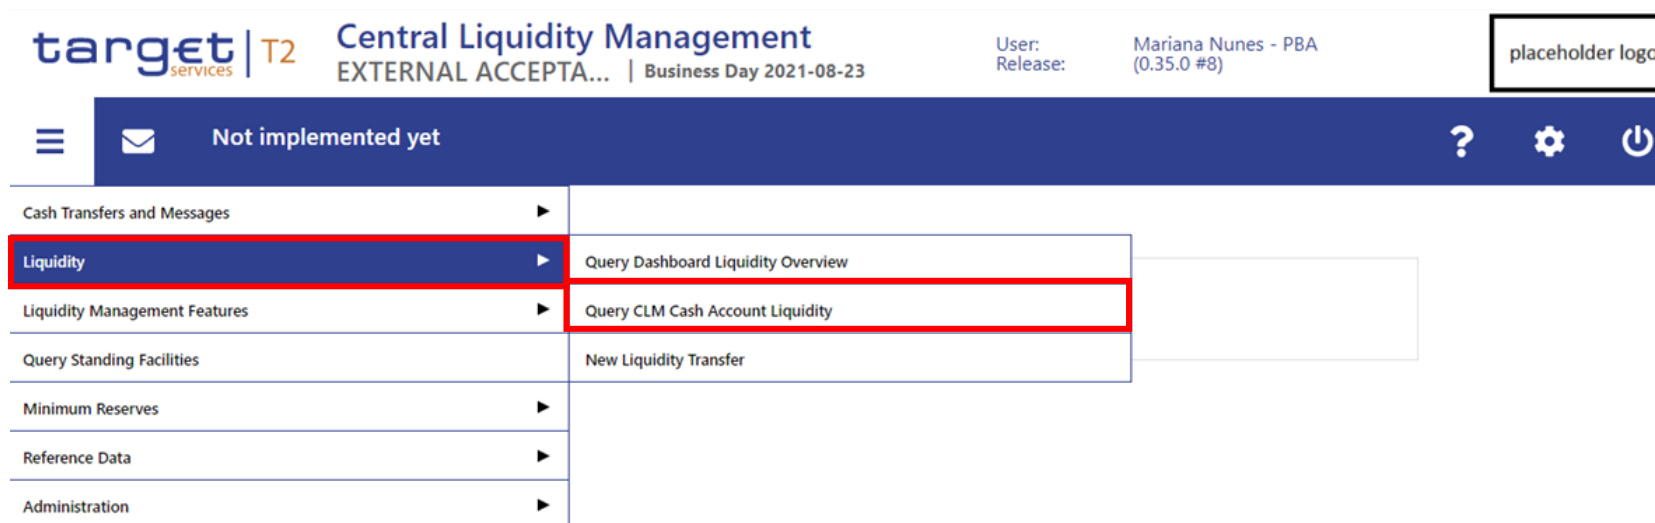 target services | T2
Central Liquidity Management
EXTERNAL ACCEPTA... | Business Day 2021-08-23
User: Mariana Nunes - PBA
Release: (0.35.0 #8)
placeholder logo
Not implemented yet
?
Cash Transfers and Messages
Liquidity
Query Dashboard Liquidity Overview
Liquidity Management Features
Query CLM Cash Account Liquidity
Query Standing Facilities
New Liquidity Transfer
Minimum Reserves
Reference Data
Administration